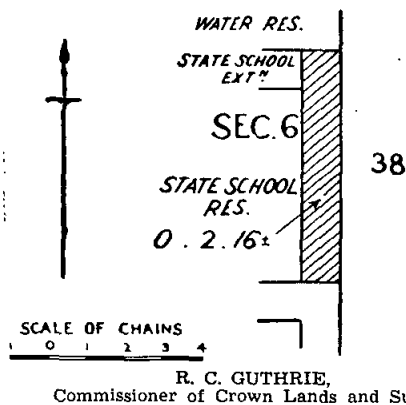 WATER RES.
STATE SCHOOL
EXTN
SEC. 6
38
STATE SCHOOL
RES.
0 . 2 . 16±
SCALE OF CHAINS
1 0 1 2 3 4
R. C. GUTHRIE,
Commissioner of Crown Lands and Su